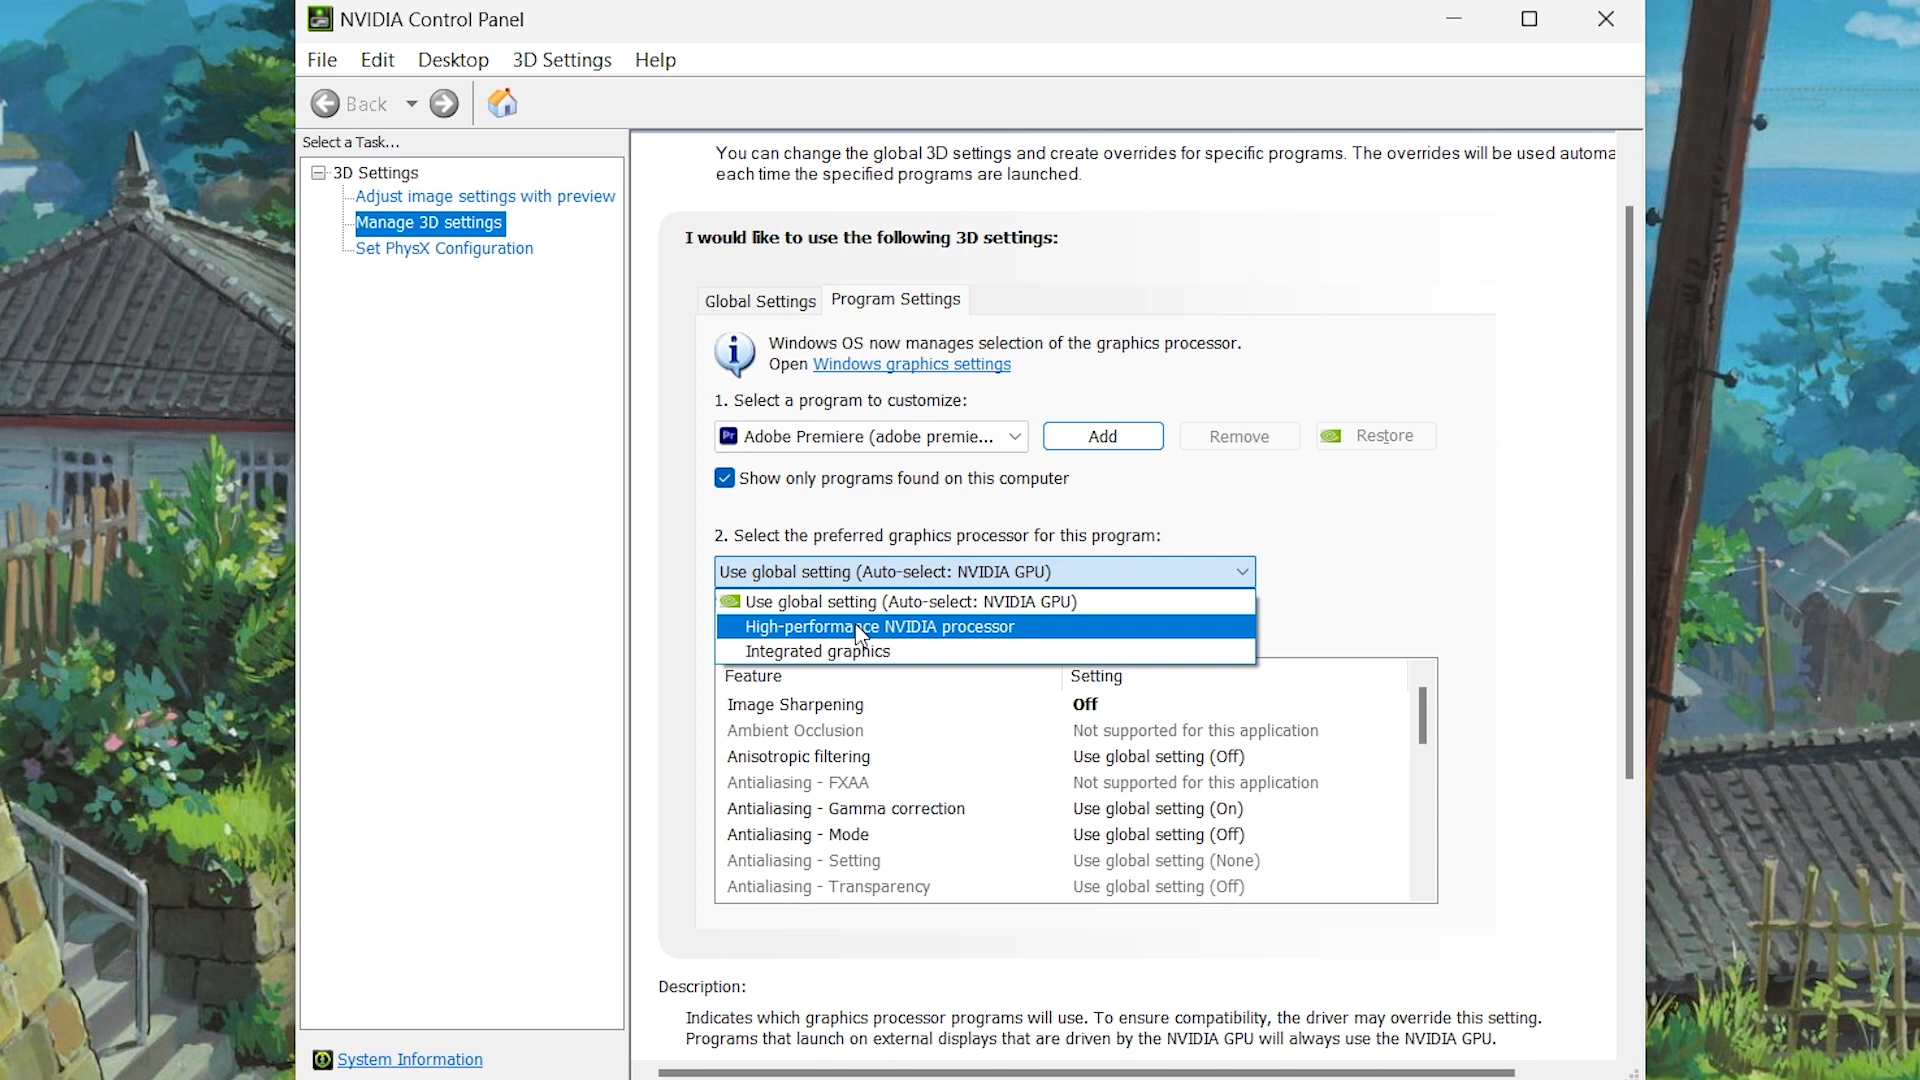 NVIDIA Control Panel
File Edit Desktop 3D Settings Help
Back
Select a Task...
3D Settings
Adjust image settings with preview
Manage 3D settings
Set PhysX Configuration
System Information
You can change the global 3D settings and create overrides for specific programs. The overrides will be used automa
each time the specified programs are launched.
I would like to use the following 3D settings:
Global Settings Program Settings
Windows OS now manages selection of the graphics processor.
Open Windows graphics settings
1. Select a program to customize:
Pr Adobe Premiere (adobe premie... Add Remove Restore
Show only programs found on this computer
2. Select the preferred graphics processor for this program:
Use global setting (Auto-select: NVIDIA GPU)
Use global setting (Auto-select: NVIDIA GPU)
High-performance NVIDIA processor
Integrated graphics
Feature Setting
Image Sharpening Off
Ambient Occlusion Not supported for this application
Anisotropic filtering Use global setting (Off)
Antialiasing - FXAA Not supported for this application
Antialiasing - Gamma correction Use global setting (On)
Antialiasing - Mode Use global setting (Off)
Antialiasing - Setting Use global setting (None)
Antialiasing - Transparency Use global setting (Off)
Description:
Indicates which graphics processor programs will use. To ensure compatibility, the driver may override this setting.
Programs that launch on external displays that are driven by the NVIDIA GPU will always use the NVIDIA GPU.